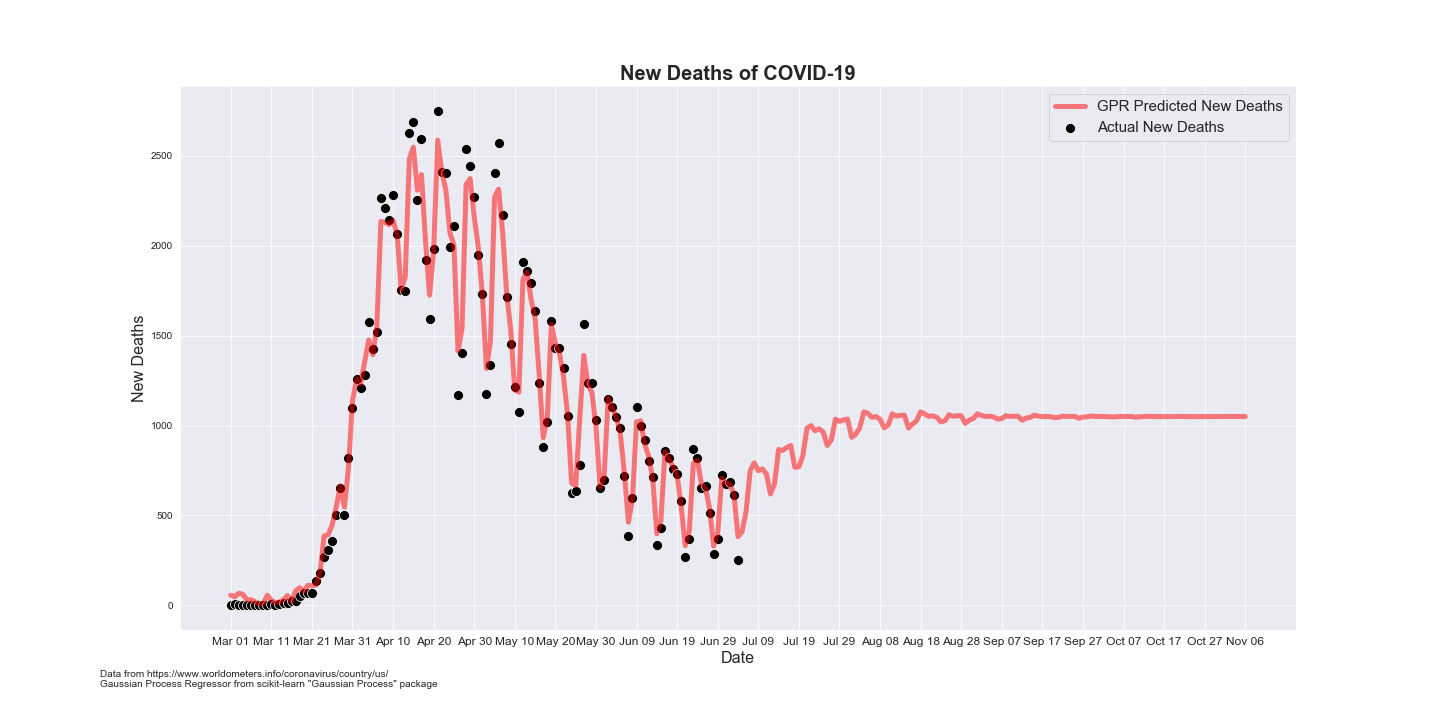 New Deaths of COVID-19
GPR Predicted New Deaths
Actual New Deaths
New Deaths
2500
2000
1500
1000
500
0
Mar 01 Mar 11 Mar 21 Mar 31 Apr 10 Apr 20 Apr 30 May 10 May 20 May 30 Jun 09 Jun 19 Jun 29 Jul 09 Jul 19 Jul 29 Aug 08 Aug 18 Aug 28 Sep 07 Sep 17 Sep 27 Oct 07 Oct 17 Oct 27 Nov 06
Date
Data from https://www.worldometers.info/coronavirus/country/us/
Gaussian Process Regressor from scikit-learn "Gaussian Process" package